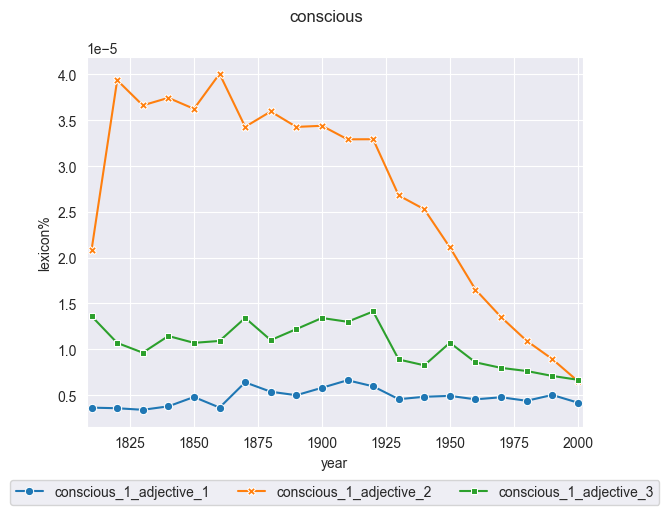 conscious
1e−5
4.0
3.5
3.0
2.5
2.0
1.5
1.0
0.5
lexicon%
1825 1850 1875 1900 1925 1950 1975 2000
year
conscious_1_adjective_1 conscious_1_adjective_2 conscious_1_adjective_3